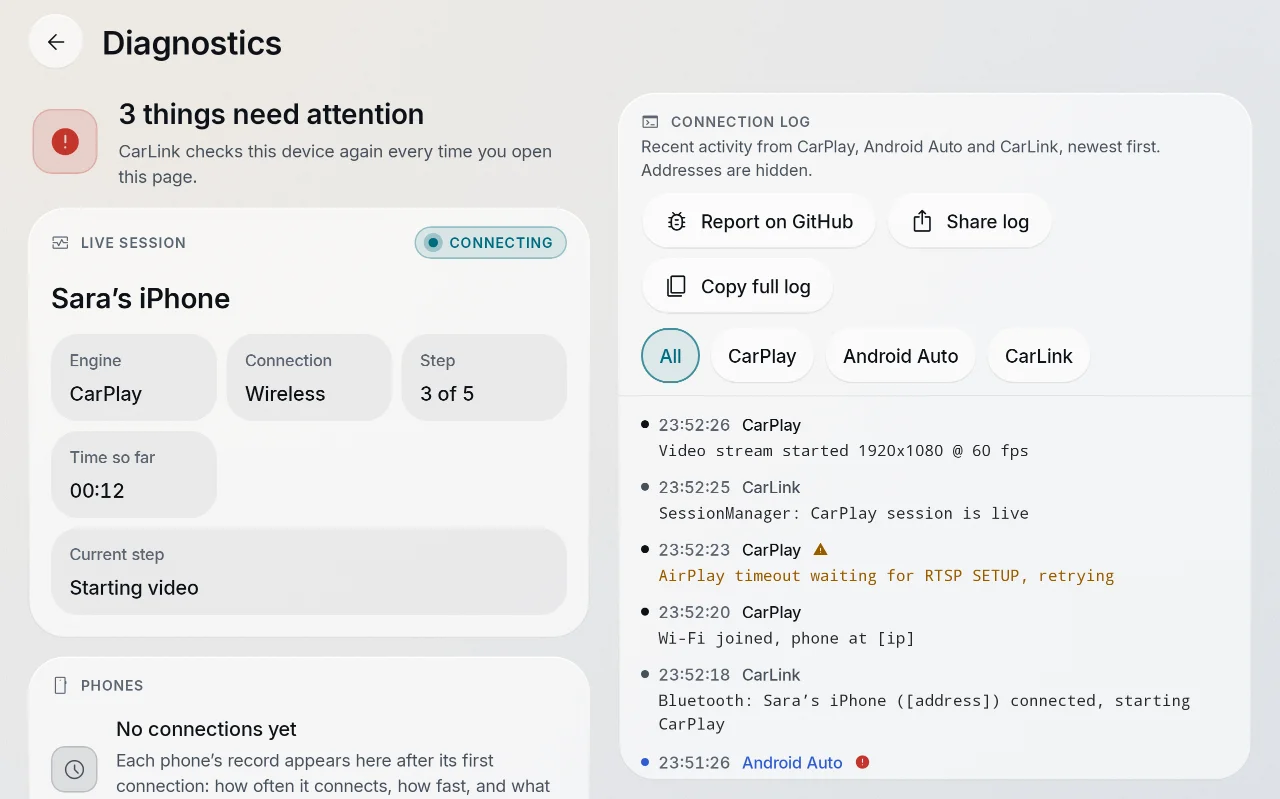 Diagnostics
3 things need attention
CarLink checks this device again every time you open
this page.
LIVE SESSION
CONNECTING
Sara’s iPhone
Engine
CarPlay
Connection
Wireless
Step
3 of 5
Time so far
00:12
Current step
Starting video
PHONES
No connections yet
Each phone’s record appears here after its first
connection: how often it connects, how fast, and what
CONNECTION LOG
Recent activity from CarPlay, Android Auto and CarLink, newest first.
Addresses are hidden.
Report on GitHub
Share log
Copy full log
All
CarPlay
Android Auto
CarLink
23:52:26 CarPlay
Video stream started 1920x1080 @ 60 fps
23:52:25 CarLink
SessionManager: CarPlay session is live
23:52:23 CarPlay
AirPlay timeout waiting for RTSP SETUP, retrying
23:52:20 CarPlay
Wi-Fi joined, phone at [ip]
23:52:18 CarLink
Bluetooth: Sara’s iPhone ([address]) connected, starting
CarPlay
23:51:26 Android Auto